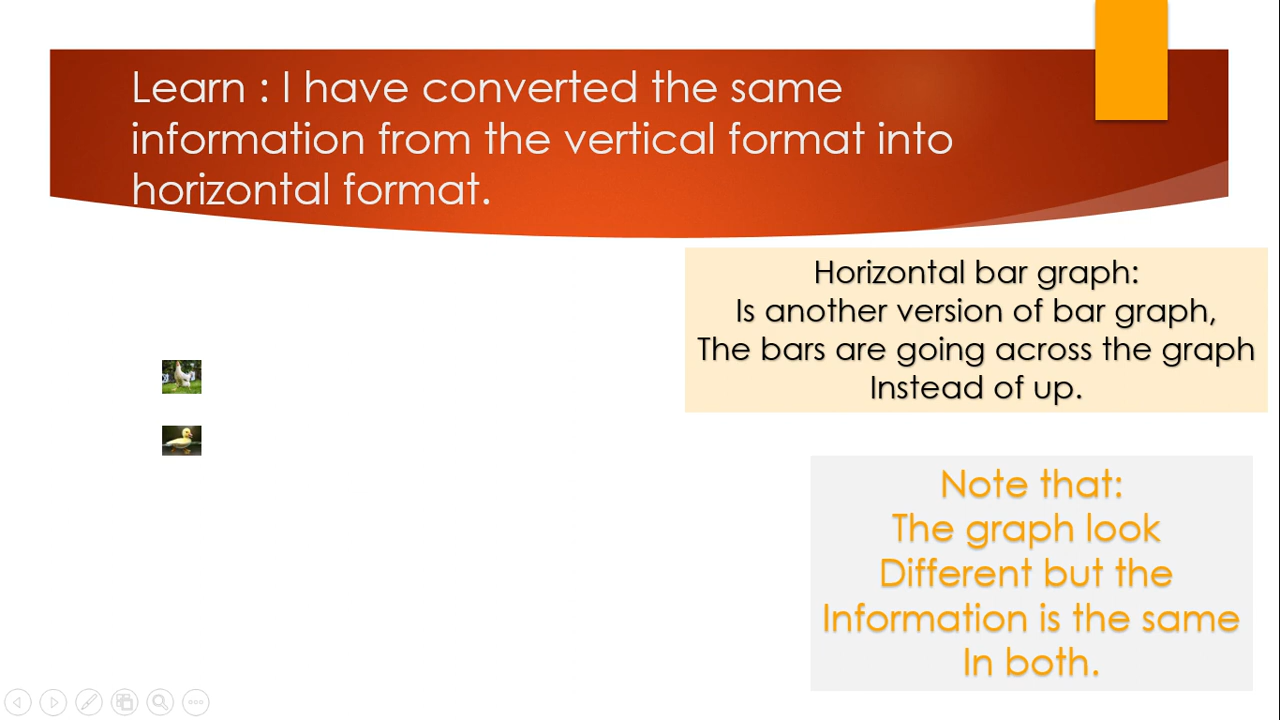 Learn : I have converted the same
information from the vertical format into
horizontal format.
Horizontal bar graph:
Is another version of bar graph,
The bars are going across the graph
Instead of up.
Note that:
The graph look
Different but the
Information is the same
In both.